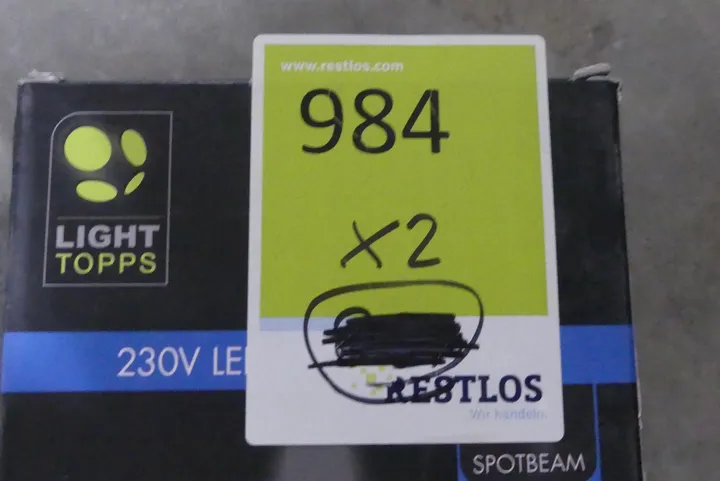 www.restlos.com
984
x2
LIGHT
TOPPS
230V LE
RESTLOS
Wir handeln.
SPOTBEAM